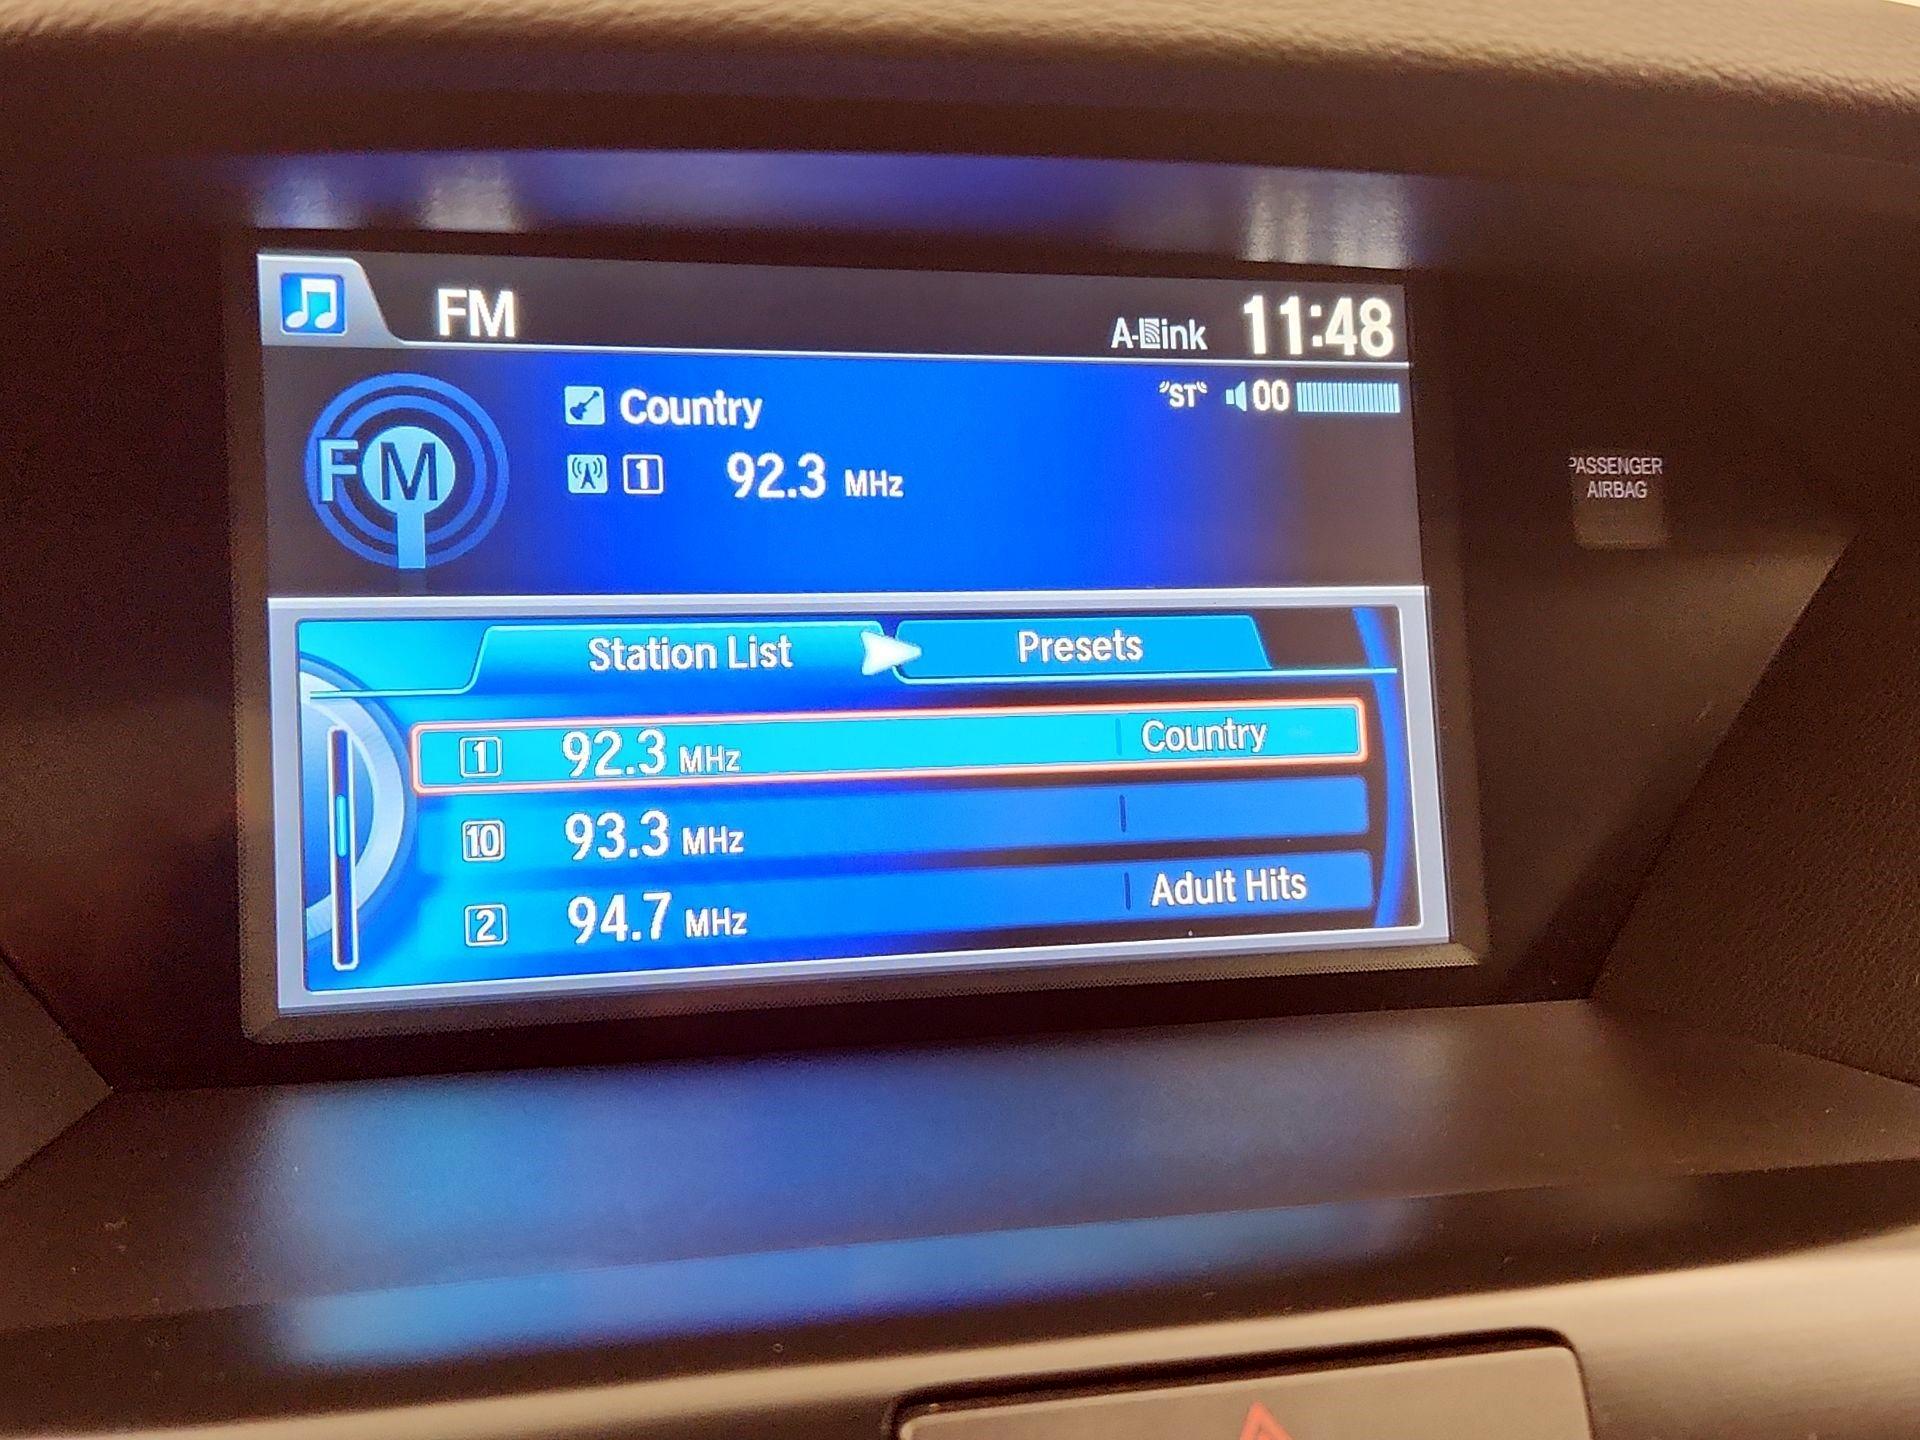 FM
A-Link 11:48
Country
"ST" 00
FM
1 92.3 MHz
PASSENGER
AIRBAG
Station List Presets
1 92.3 MHz Country
10 93.3 MHz
2 94.7 MHz Adult Hits